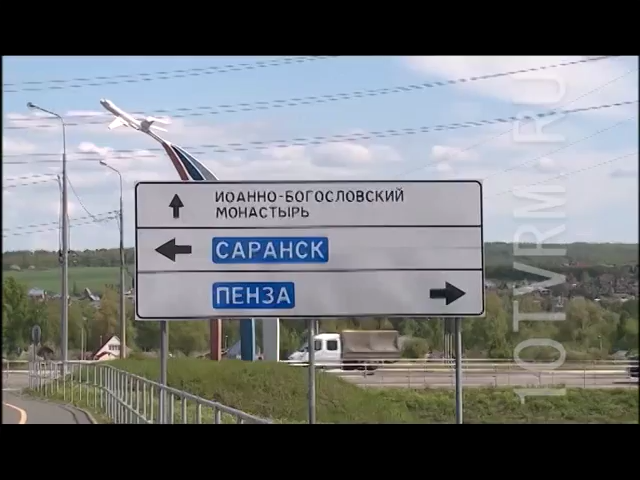 ИОАННО-БОГОСЛОВСКИЙ
МОНАСТЫРЬ
САРАНСК
ПЕНЗА
10TVRM.RU